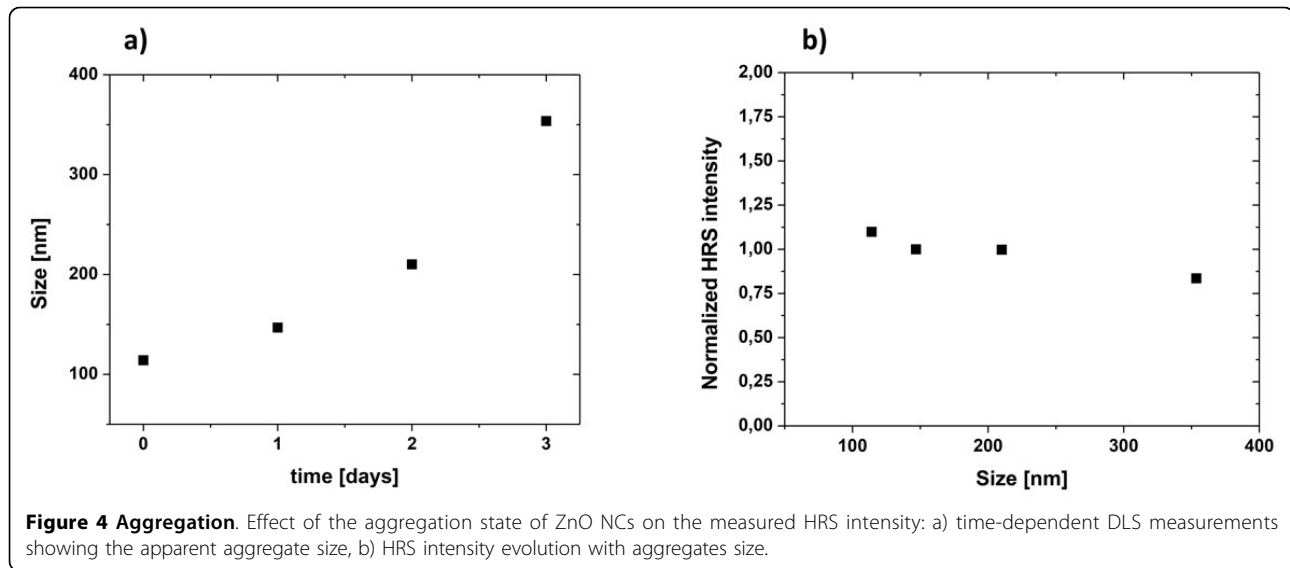 a)
400
300
200
100
Size [nm]
0 1 2 3
time [days]
b)
2,00
1,75
1,50
1,25
1,00
0,75
0,50
0,25
0,00
Normalized HRS intensity
100 200 300 400
Size [nm]
Figure 4 Aggregation. Effect of the aggregation state of ZnO NCs on the measured HRS intensity: a) time-dependent DLS measurements
showing the apparent aggregate size, b) HRS intensity evolution with aggregates size.